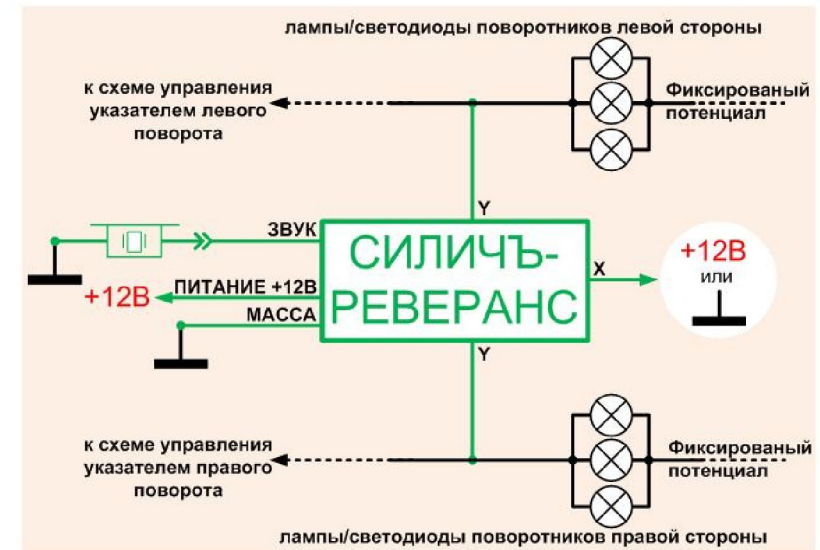 лампы/светодиоды поворотников левой стороны
к схеме управления
указателем левого
поворота
Фиксированый
потенциал
Y
ЗВУК
СИЛИЧЪ-
РЕВЕРАНС
X
+12В
или
ПИТАНИЕ +12В
+12В
МАССА
Y
к схеме управления
указателем правого
поворота
Фиксированый
потенциал
лампы/светодиоды поворотников правой стороны